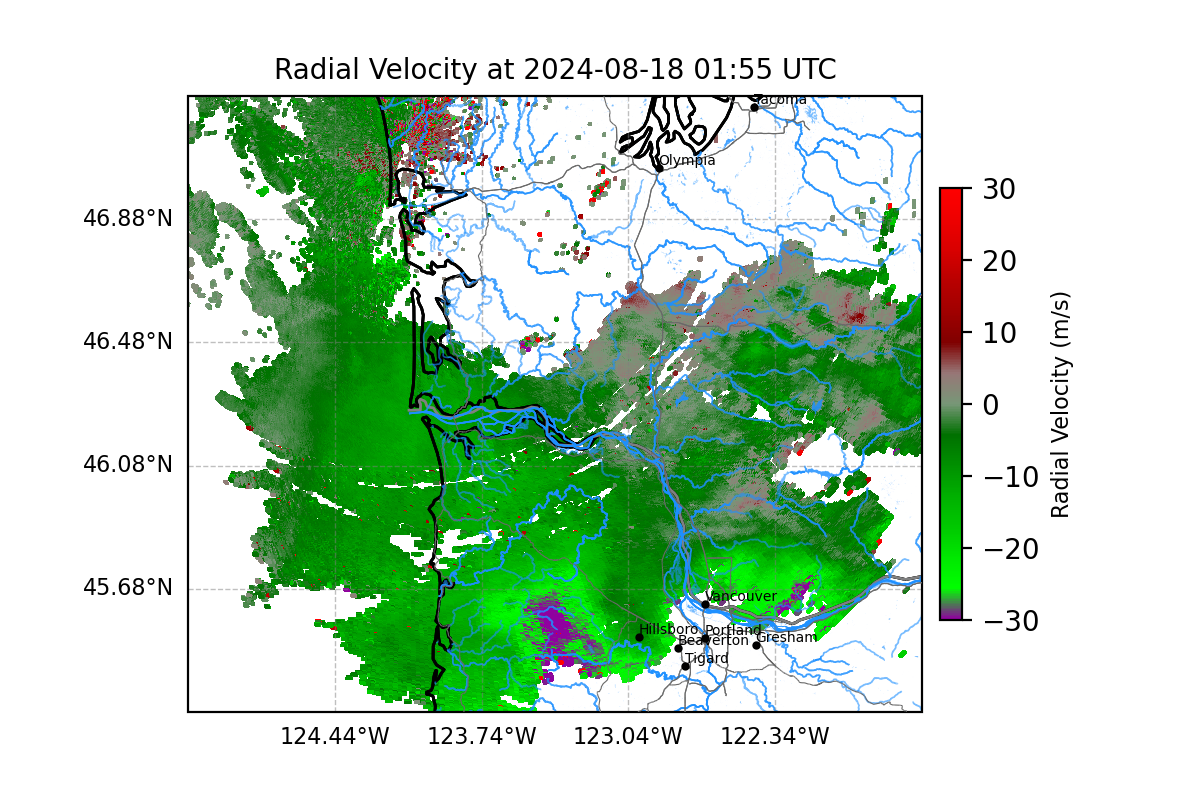 Radial Velocity at 2024-08-18 01:55 UTC
Tacoma
Olympia
46.88°N
46.48°N
46.08°N
45.68°N
Vancouver
Hillsboro
Portland
Beaverton
Gresham
Tigard
124.44°W
123.74°W
123.04°W
122.34°W
30
20
10
0
−10
−20
−30
Radial Velocity (m/s)